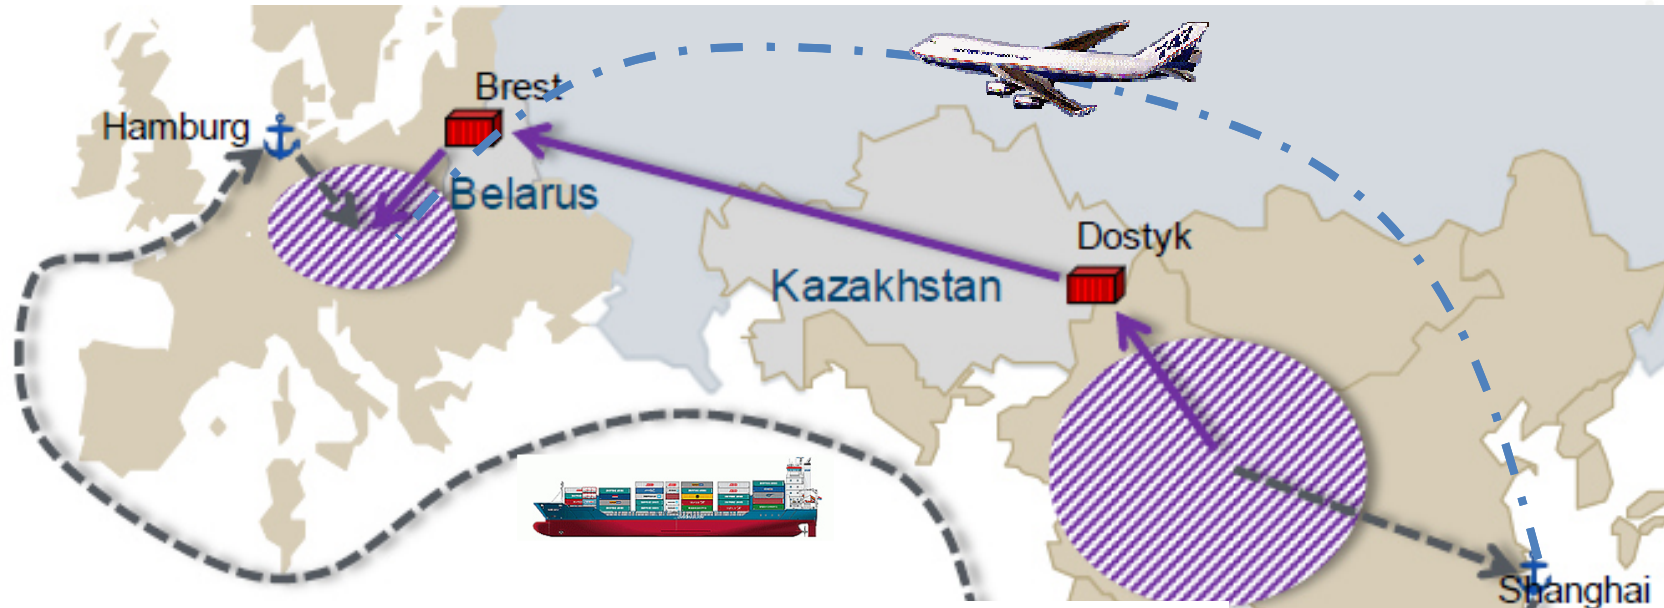 Brest
Hamburg
Belarus
Dostyk
Kazakhstan
Shanghai